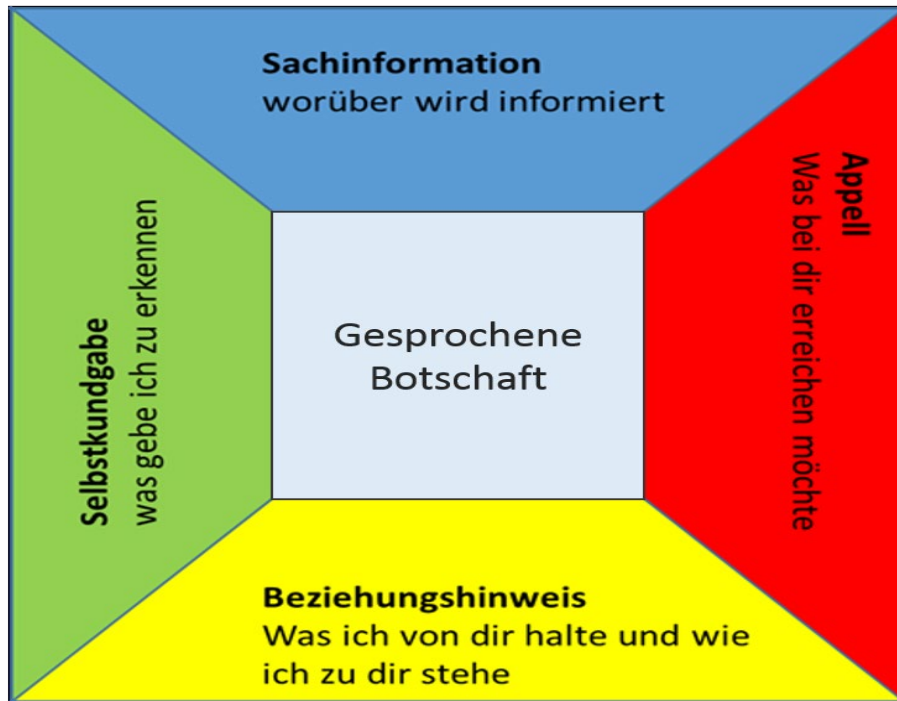 Sachinformation
worüber wird informiert
Selbstkundgabe
was gebe ich zu erkennen
Gesprochene
Botschaft
Appell
Was bei dir erreichen möchte
Beziehungshinweis
Was ich von dir halte und wie
ich zu dir stehe